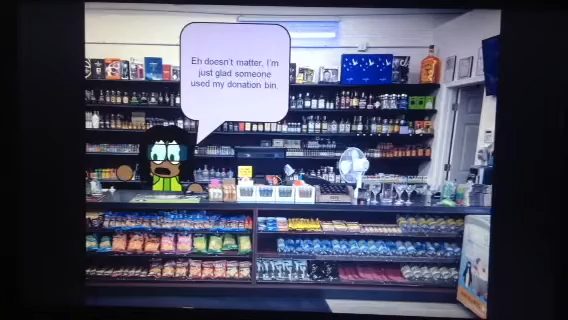 Eh doesn't matter, I'm
just glad someone
used my donation bin.